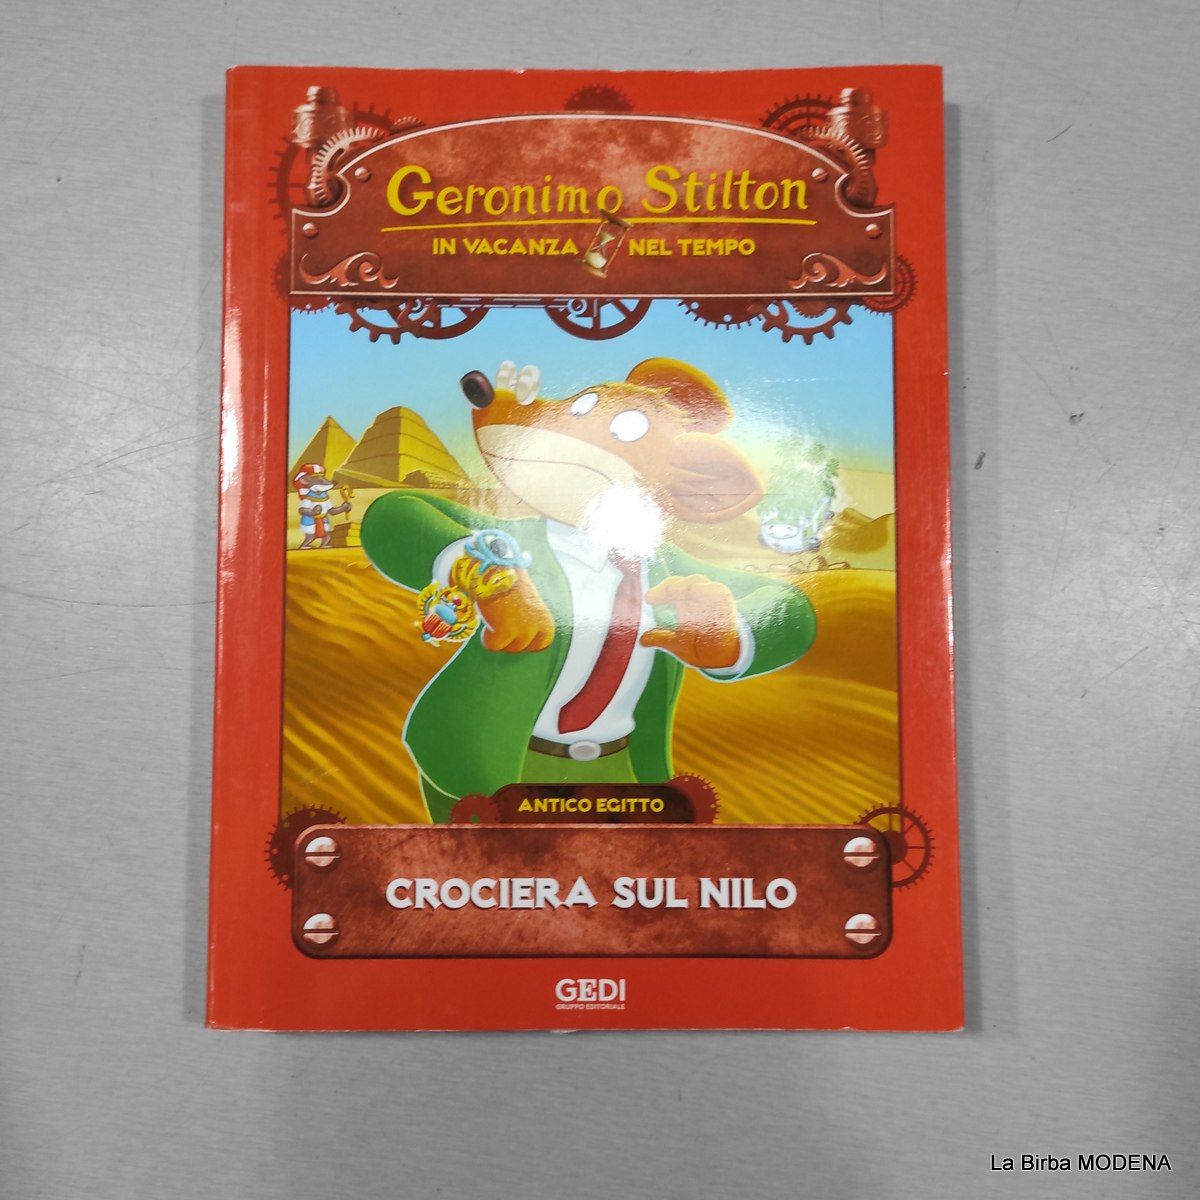 Geronimo Stilton
IN VACANZA NEL TEMPO
ANTICO EGITTO
CROCIERA SUL NILO
GEDI
GRUPPO EDITORIALE
La Birba MODENA